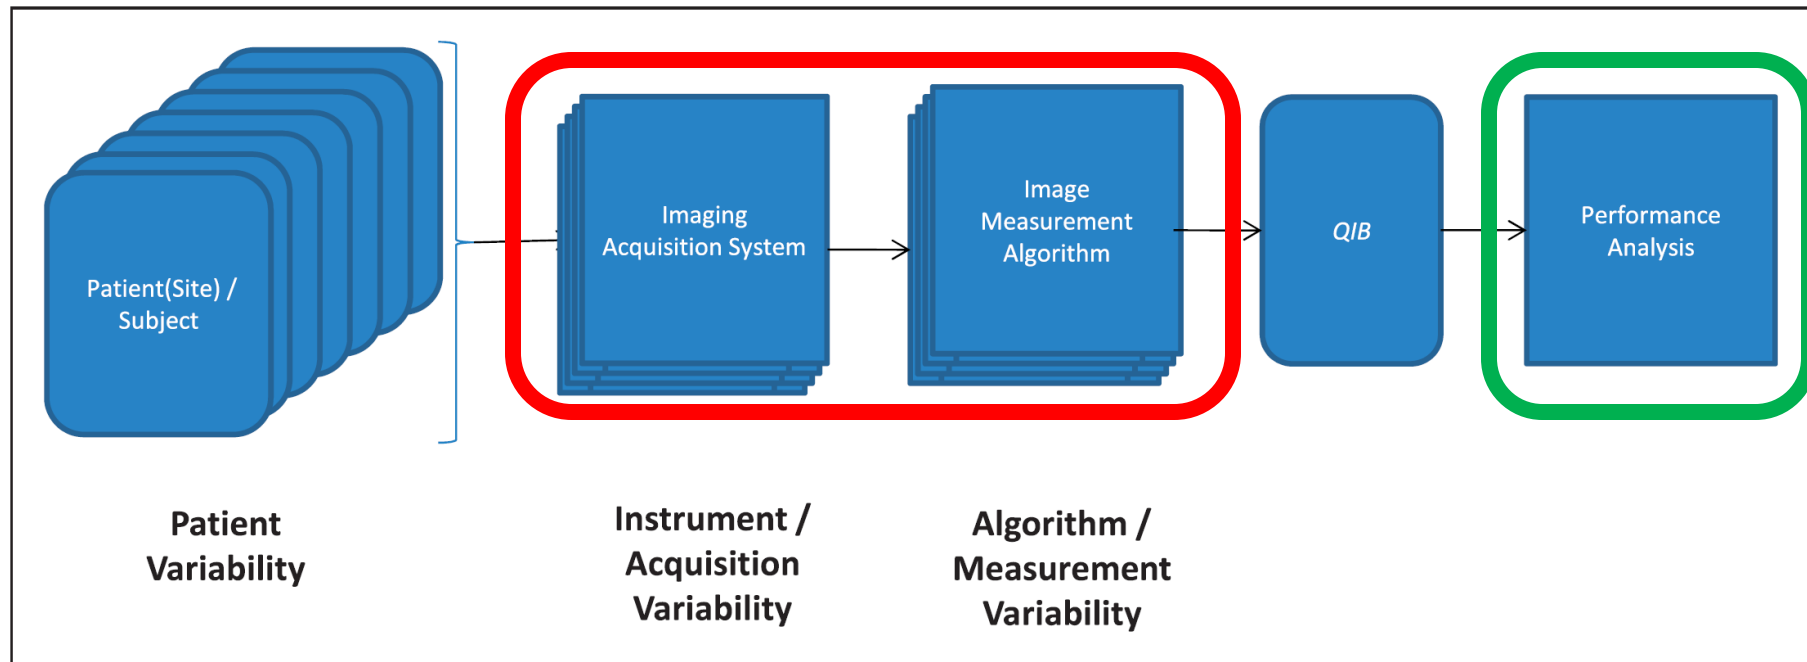 Patient(Site) /
Subject
Imaging
Acquisition System
Image
Measurement
Algorithm
QIB
Performance
Analysis
Patient
Variability
Instrument /
Acquisition
Variability
Algorithm /
Measurement
Variability